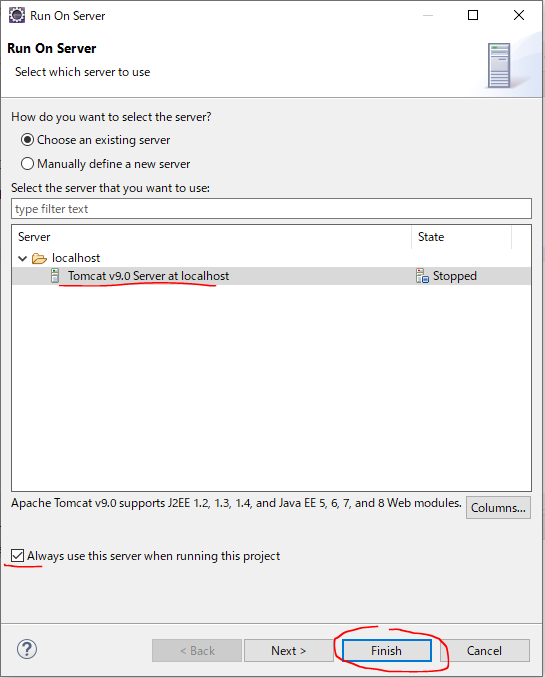 Run On Server
Run On Server
Select which server to use
How do you want to select the server?
Choose an existing server
Manually define a new server
Select the server that you want to use:
type filter text
Server State
localhost
Tomcat v9.0 Server at localhost Stopped
Apache Tomcat v9.0 supports J2EE 1.2, 1.3, 1.4, and Java EE 5, 6, 7, and 8 Web modules.
Columns...
Always use this server when running this project
? < Back Next > Finish Cancel